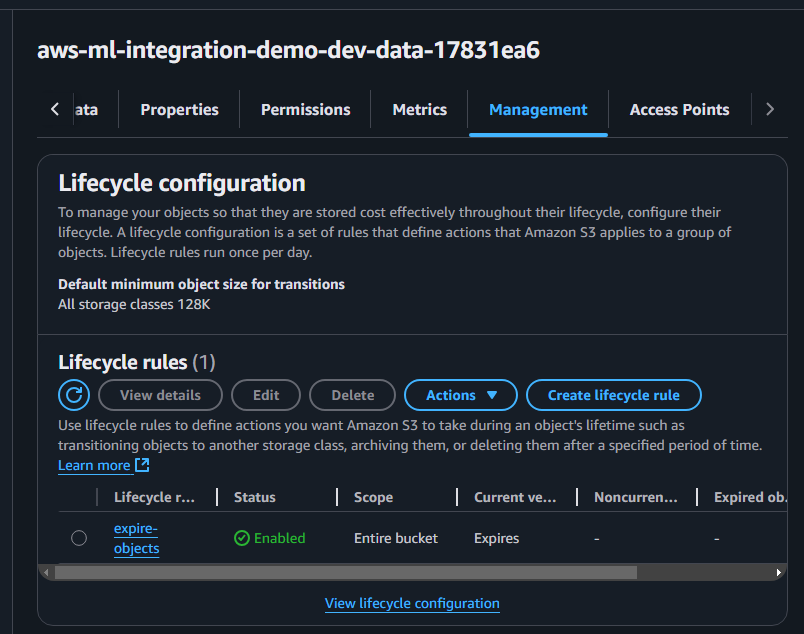 aws-ml-integration-demo-dev-data-17831ea6
ata
Properties
Permissions
Metrics
Management
Access Points
Lifecycle configuration
To manage your objects so that they are stored cost effectively throughout their lifecycle, configure their
lifecycle. A lifecycle configuration is a set of rules that define actions that Amazon S3 applies to a group of
objects. Lifecycle rules run once per day.
Default minimum object size for transitions
All storage classes 128K
Lifecycle rules (1)
View details
Edit
Delete
Actions
Create lifecycle rule
Use lifecycle rules to define actions you want Amazon S3 to take during an object's lifetime such as
transitioning objects to another storage class, archiving them, or deleting them after a specified period of time.
Learn more
Lifecycle r...
Status
Scope
Current ve...
Noncurren...
Expired ob.
expire-
objects
Enabled
Entire bucket
Expires
-
-
View lifecycle configuration